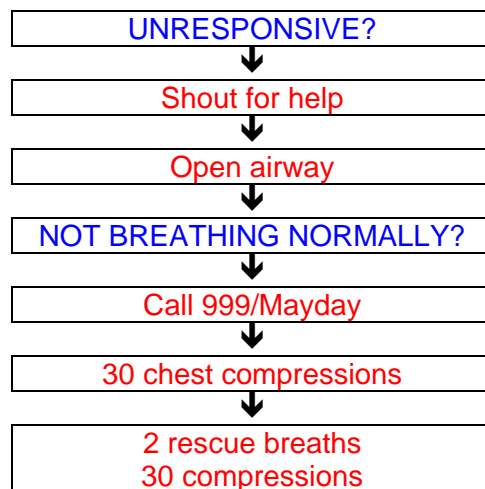 UNRESPONSIVE?
Shout for help
Open airway
NOT BREATHING NORMALLY?
Call 999/Mayday
30 chest compressions
2 rescue breaths
30 compressions